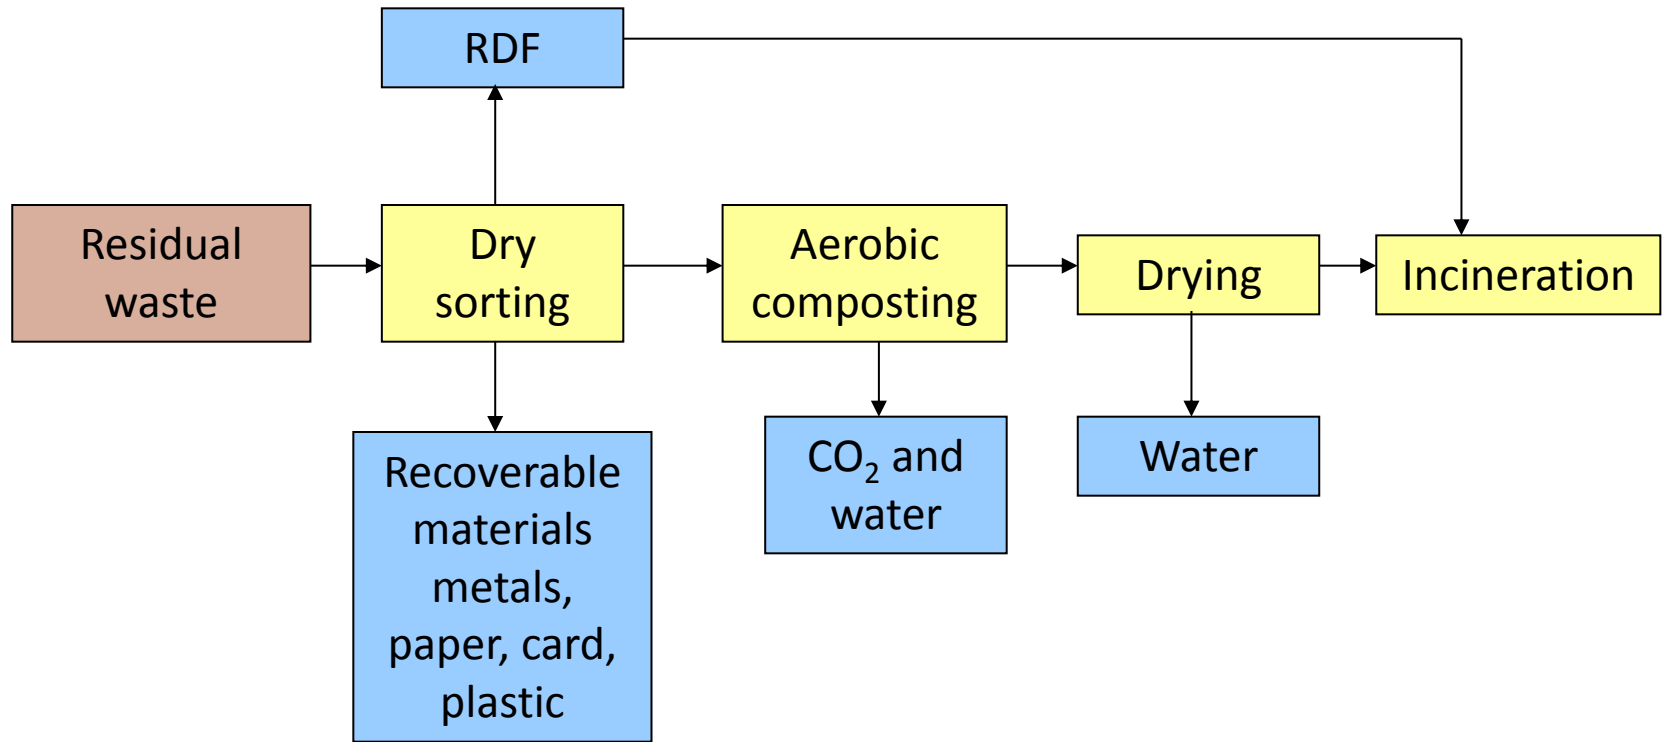 RDF
Residual
waste
Dry
sorting
Aerobic
composting
Drying
Incineration
Recoverable
materials
metals,
paper, card,
plastic
CO₂ and
water
Water